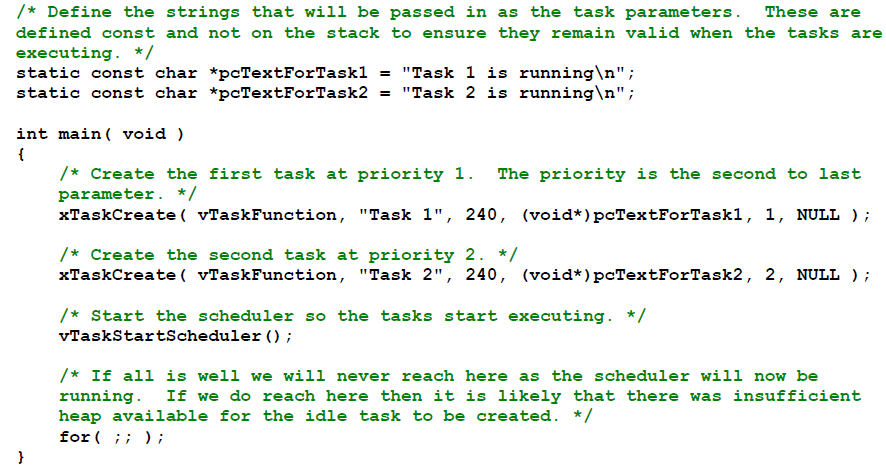 /* Define the strings that will be passed in as the task parameters.  These are
defined const and not on the stack to ensure they remain valid when the tasks are
executing. */
static const char *pcTextForTask1 = "Task 1 is running\n";
static const char *pcTextForTask2 = "Task 2 is running\n";

int main( void )
{
    /* Create the first task at priority 1.  The priority is the second to last
    parameter. */
    xTaskCreate( vTaskFunction, "Task 1", 240, (void*)pcTextForTask1, 1, NULL );

    /* Create the second task at priority 2. */
    xTaskCreate( vTaskFunction, "Task 2", 240, (void*)pcTextForTask2, 2, NULL );

    /* Start the scheduler so the tasks start executing. */
    vTaskStartScheduler();

    /* If all is well we will never reach here as the scheduler will now be
    running.  If we do reach here then it is likely that there was insufficient
    heap available for the idle task to be created. */
    for( ;; );
}